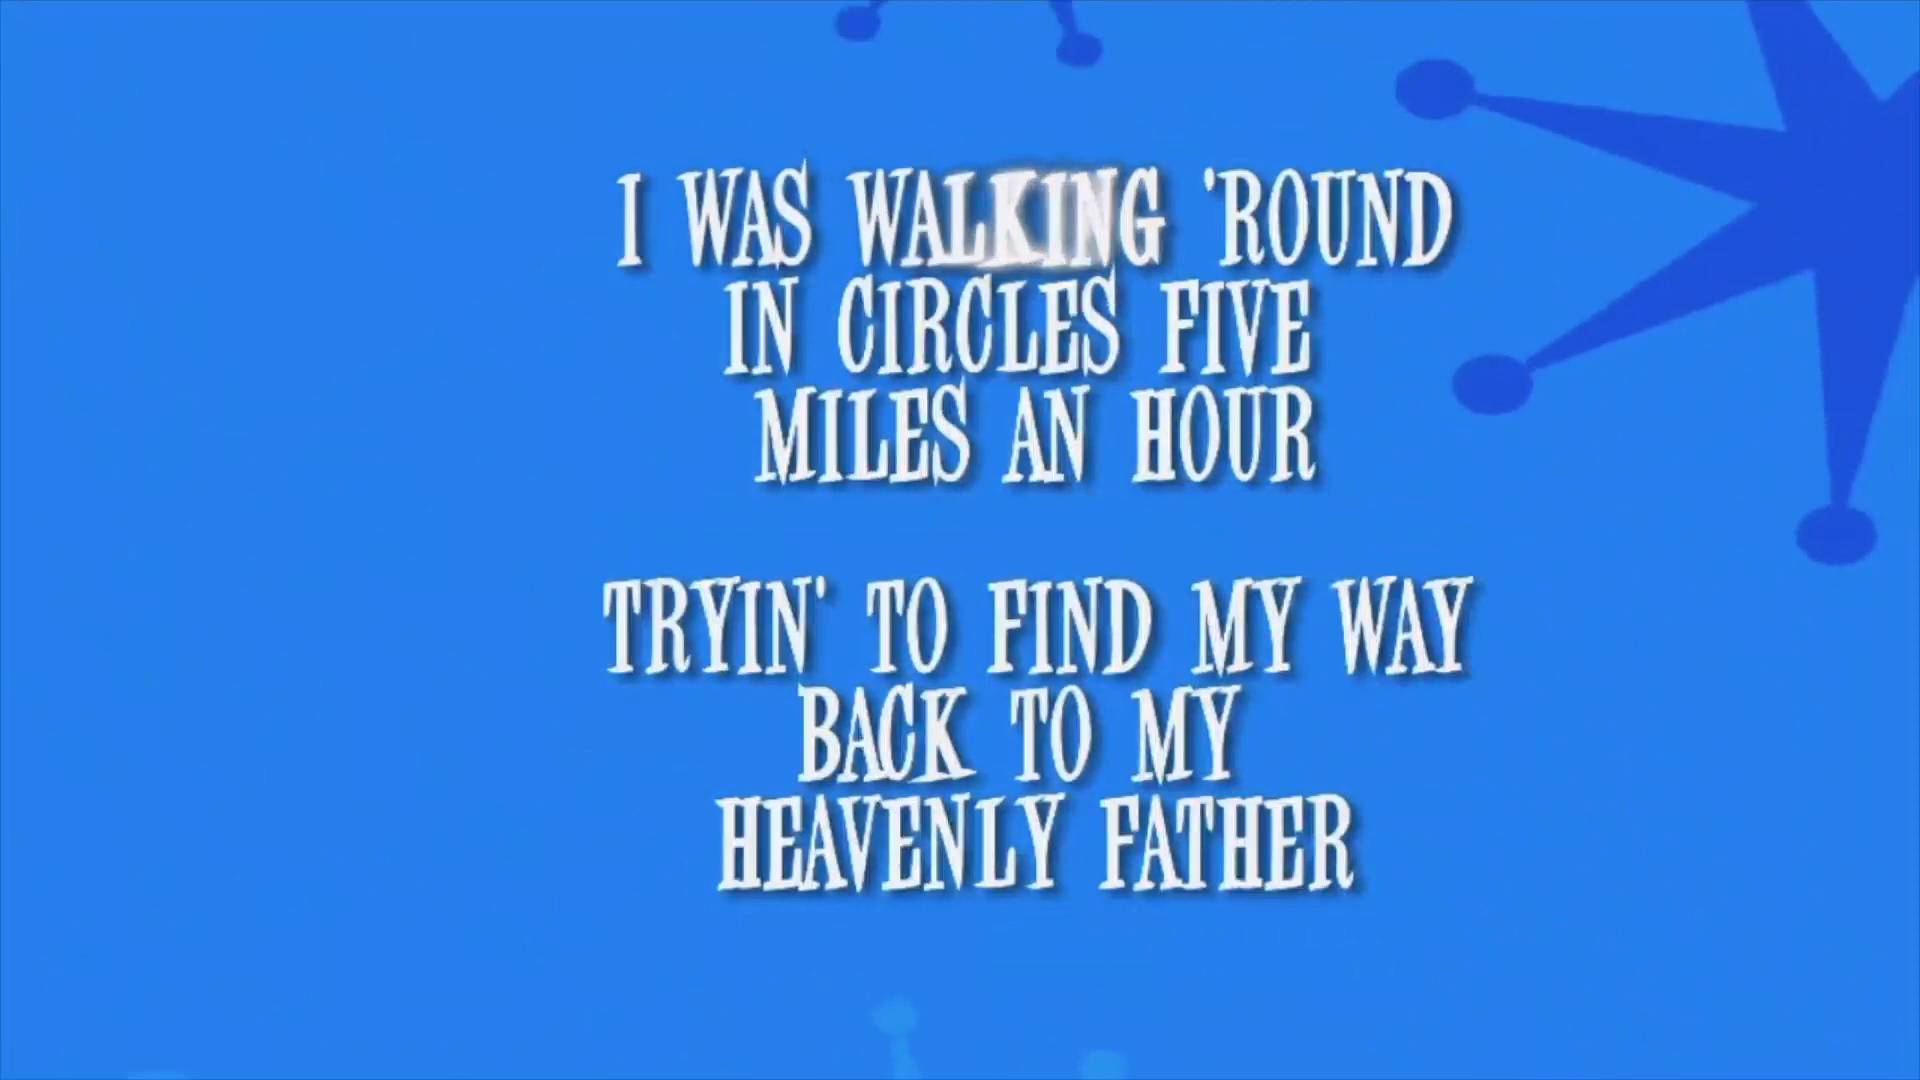 I WAS WALKING 'ROUND
IN CIRCLES FIVE
MILES AN HOUR
TRYIN' TO FIND MY WAY
BACK TO MY
HEAVENLY FATHER